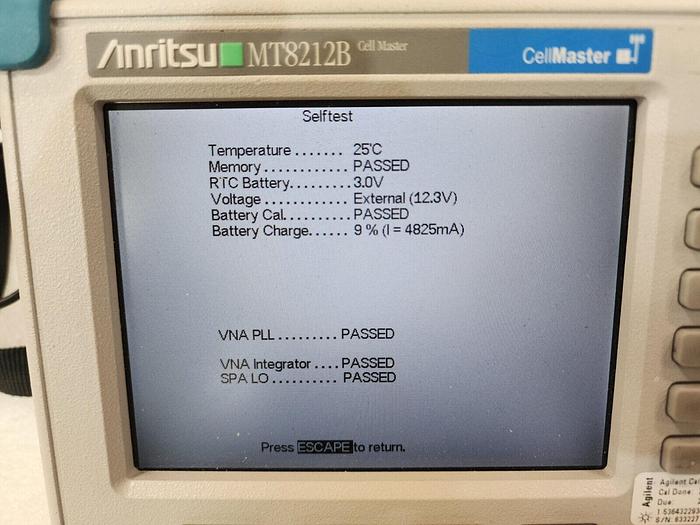 Anritsu MT8212B Cell Master
CellMaster
Selftest
Temperature ....... 25°C
Memory ............ PASSED
RTC Battery......... 3.0V
Voltage ............ External (12.3V)
Battery Cal.......... PASSED
Battery Charge...... 9 % (I = 4825mA)
VNA PLL ......... PASSED
VNA Integrator .... PASSED
SPA LO .......... PASSED
Press ESCAPE to return.
Agilent
Agilent
Cal Done:
Due: